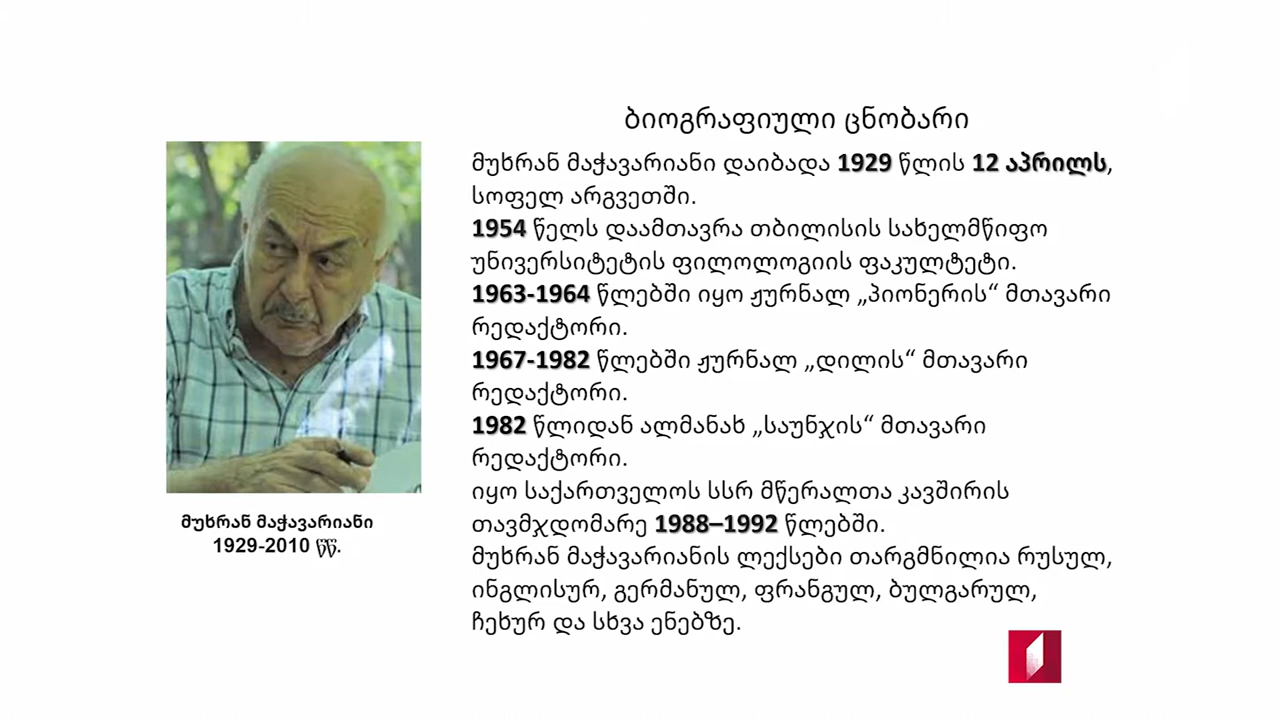 ბიოგრაფიული ცნობარი
მუხრან მაჭავარიანი დაიბადა 1929 წლის 12 აპრილს,
სოფელ არგვეთში.
1954 წელს დაამთავრა თბილისის სახელმწიფო
უნივერსიტეტის ფილოლოგიის ფაკულტეტი.
1963-1964 წლებში იყო ჟურნალ „პიონერის“ მთავარი
რედაქტორი.
1967-1982 წლებში ჟურნალ „დილის“ მთავარი
რედაქტორი.
1982 წლიდან ალმანახ „საუნჯის“ მთავარი
რედაქტორი.
იყო საქართველოს სსრ მწერალთა კავშირის
თავმჯდომარე 1988–1992 წლებში.
მუხრან მაჭავარიანის ლექსები თარგმნილია რუსულ,
ინგლისურ, გერმანულ, ფრანგულ, ბულგარულ,
ჩეხურ და სხვა ენებზე.
მუხრან მაჭავარიანი
1929-2010 წწ.